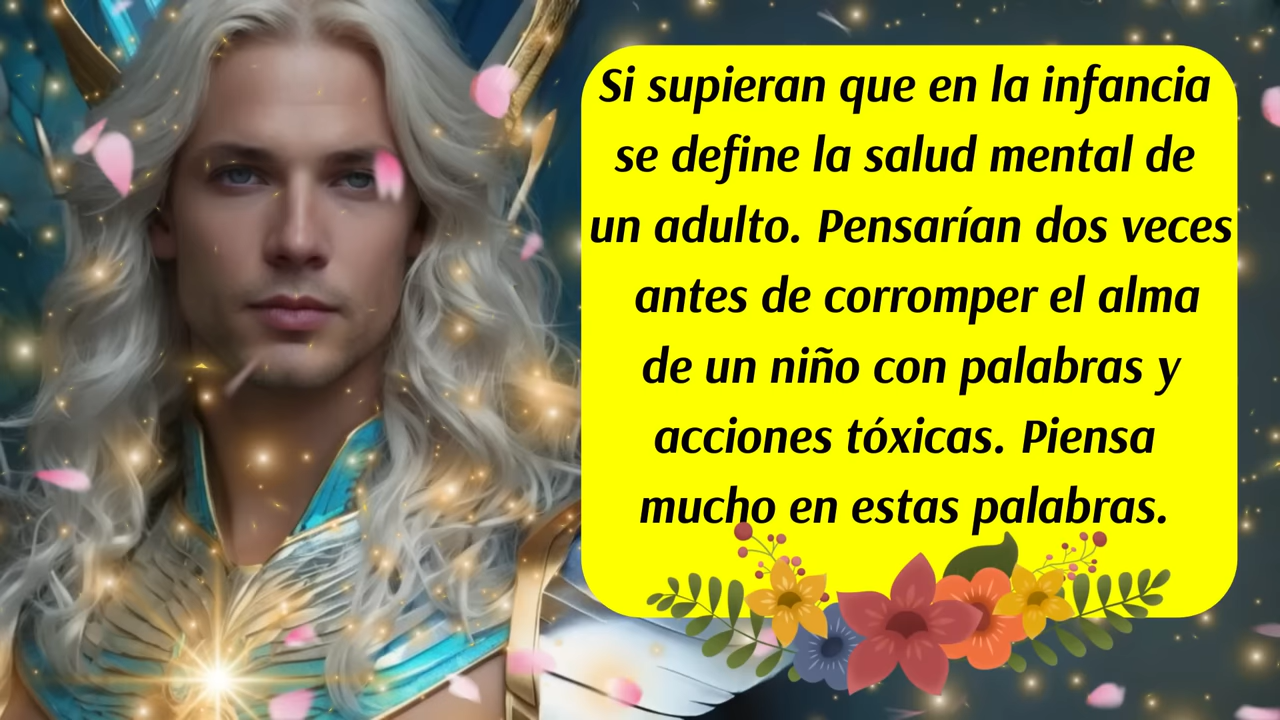 Si supieran que en la infancia
se define la salud mental de
un adulto. Pensarían dos veces
antes de corromper el alma
de un niño con palabras y
acciones tóxicas. Piensa
mucho en estas palabras.